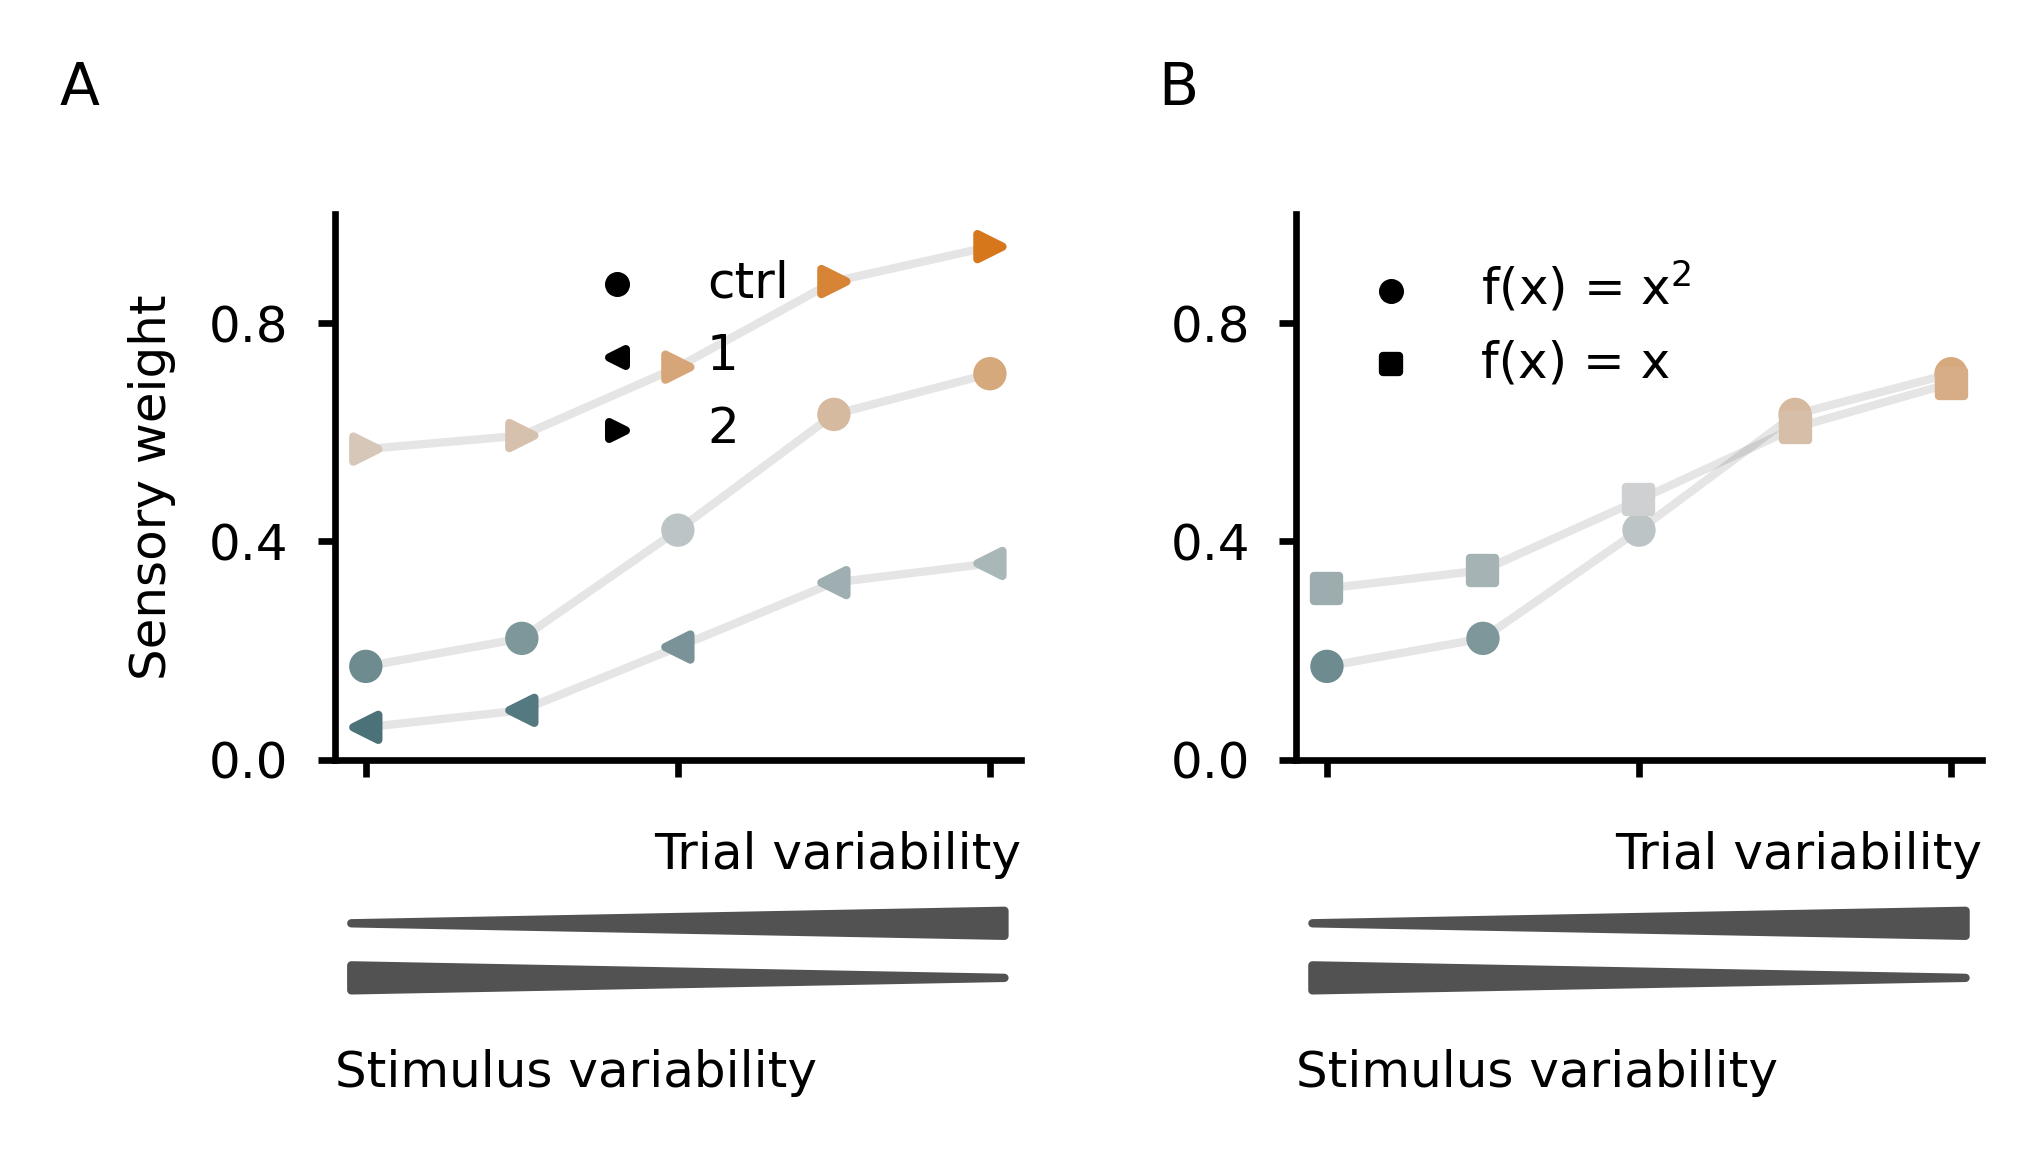 A
Sensory weight
0.8
0.4
0.0
ctrl
1
2
Trial variability
Stimulus variability
B
0.8
0.4
0.0
f(x) = x²
f(x) = x
Trial variability
Stimulus variability